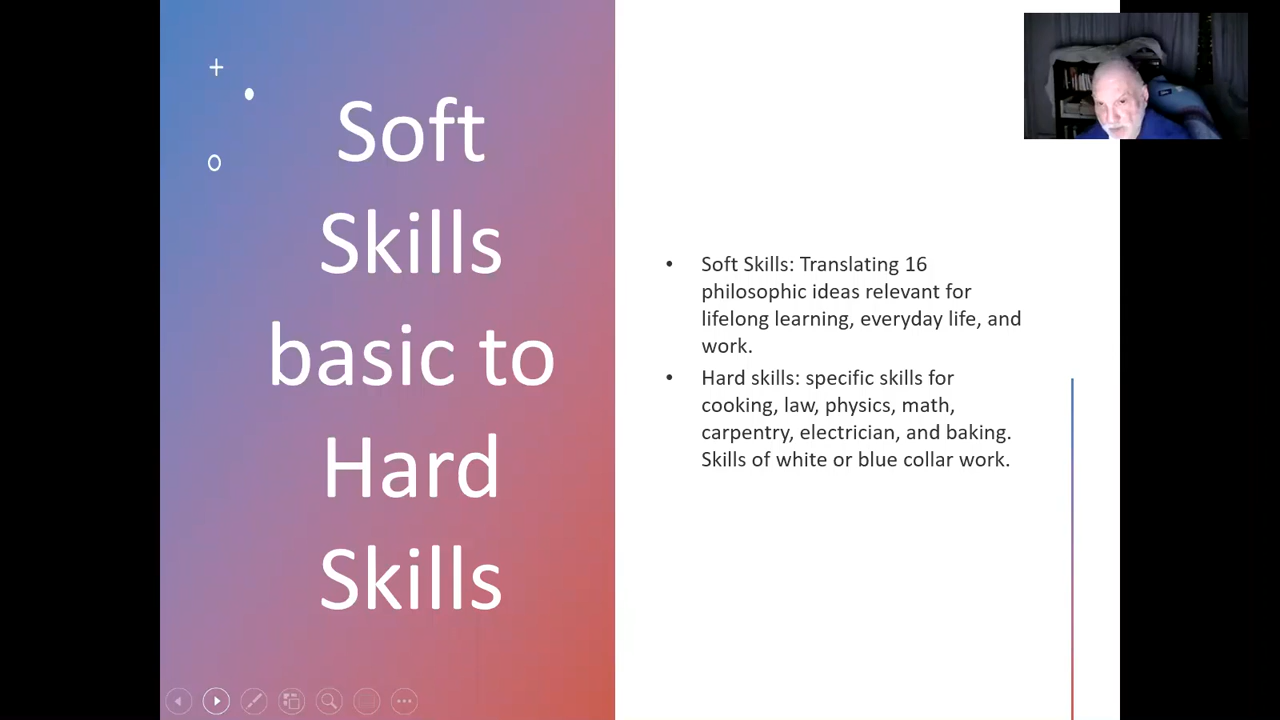 Soft
Skills
basic to
Hard
Skills
• Soft Skills: Translating 16
philosophic ideas relevant for
lifelong learning, everyday life, and
work.
• Hard skills: specific skills for
cooking, law, physics, math,
carpentry, electrician, and baking.
Skills of white or blue collar work.